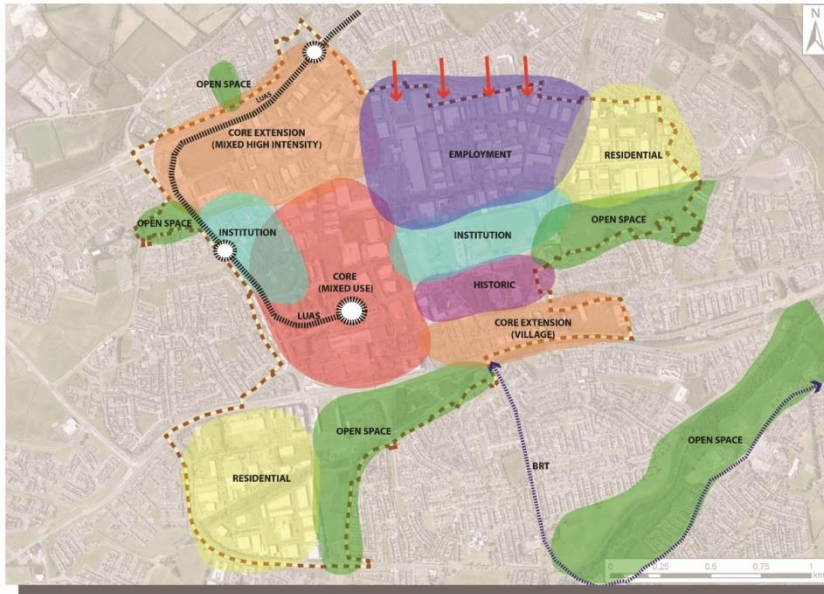 N
OPEN SPACE
LUAS
CORE EXTENSION
(MIXED HIGH INTENSITY)
EMPLOYMENT
RESIDENTIAL
OPEN SPACE
INSTITUTION
INSTITUTION
OPEN SPACE
CORE
(MIXED USE)
HISTORIC
LUAS
CORE EXTENSION
(VILLAGE)
OPEN SPACE
OPEN SPACE
RESIDENTIAL
BRT
0 0.25 0.5 0.75 1
km